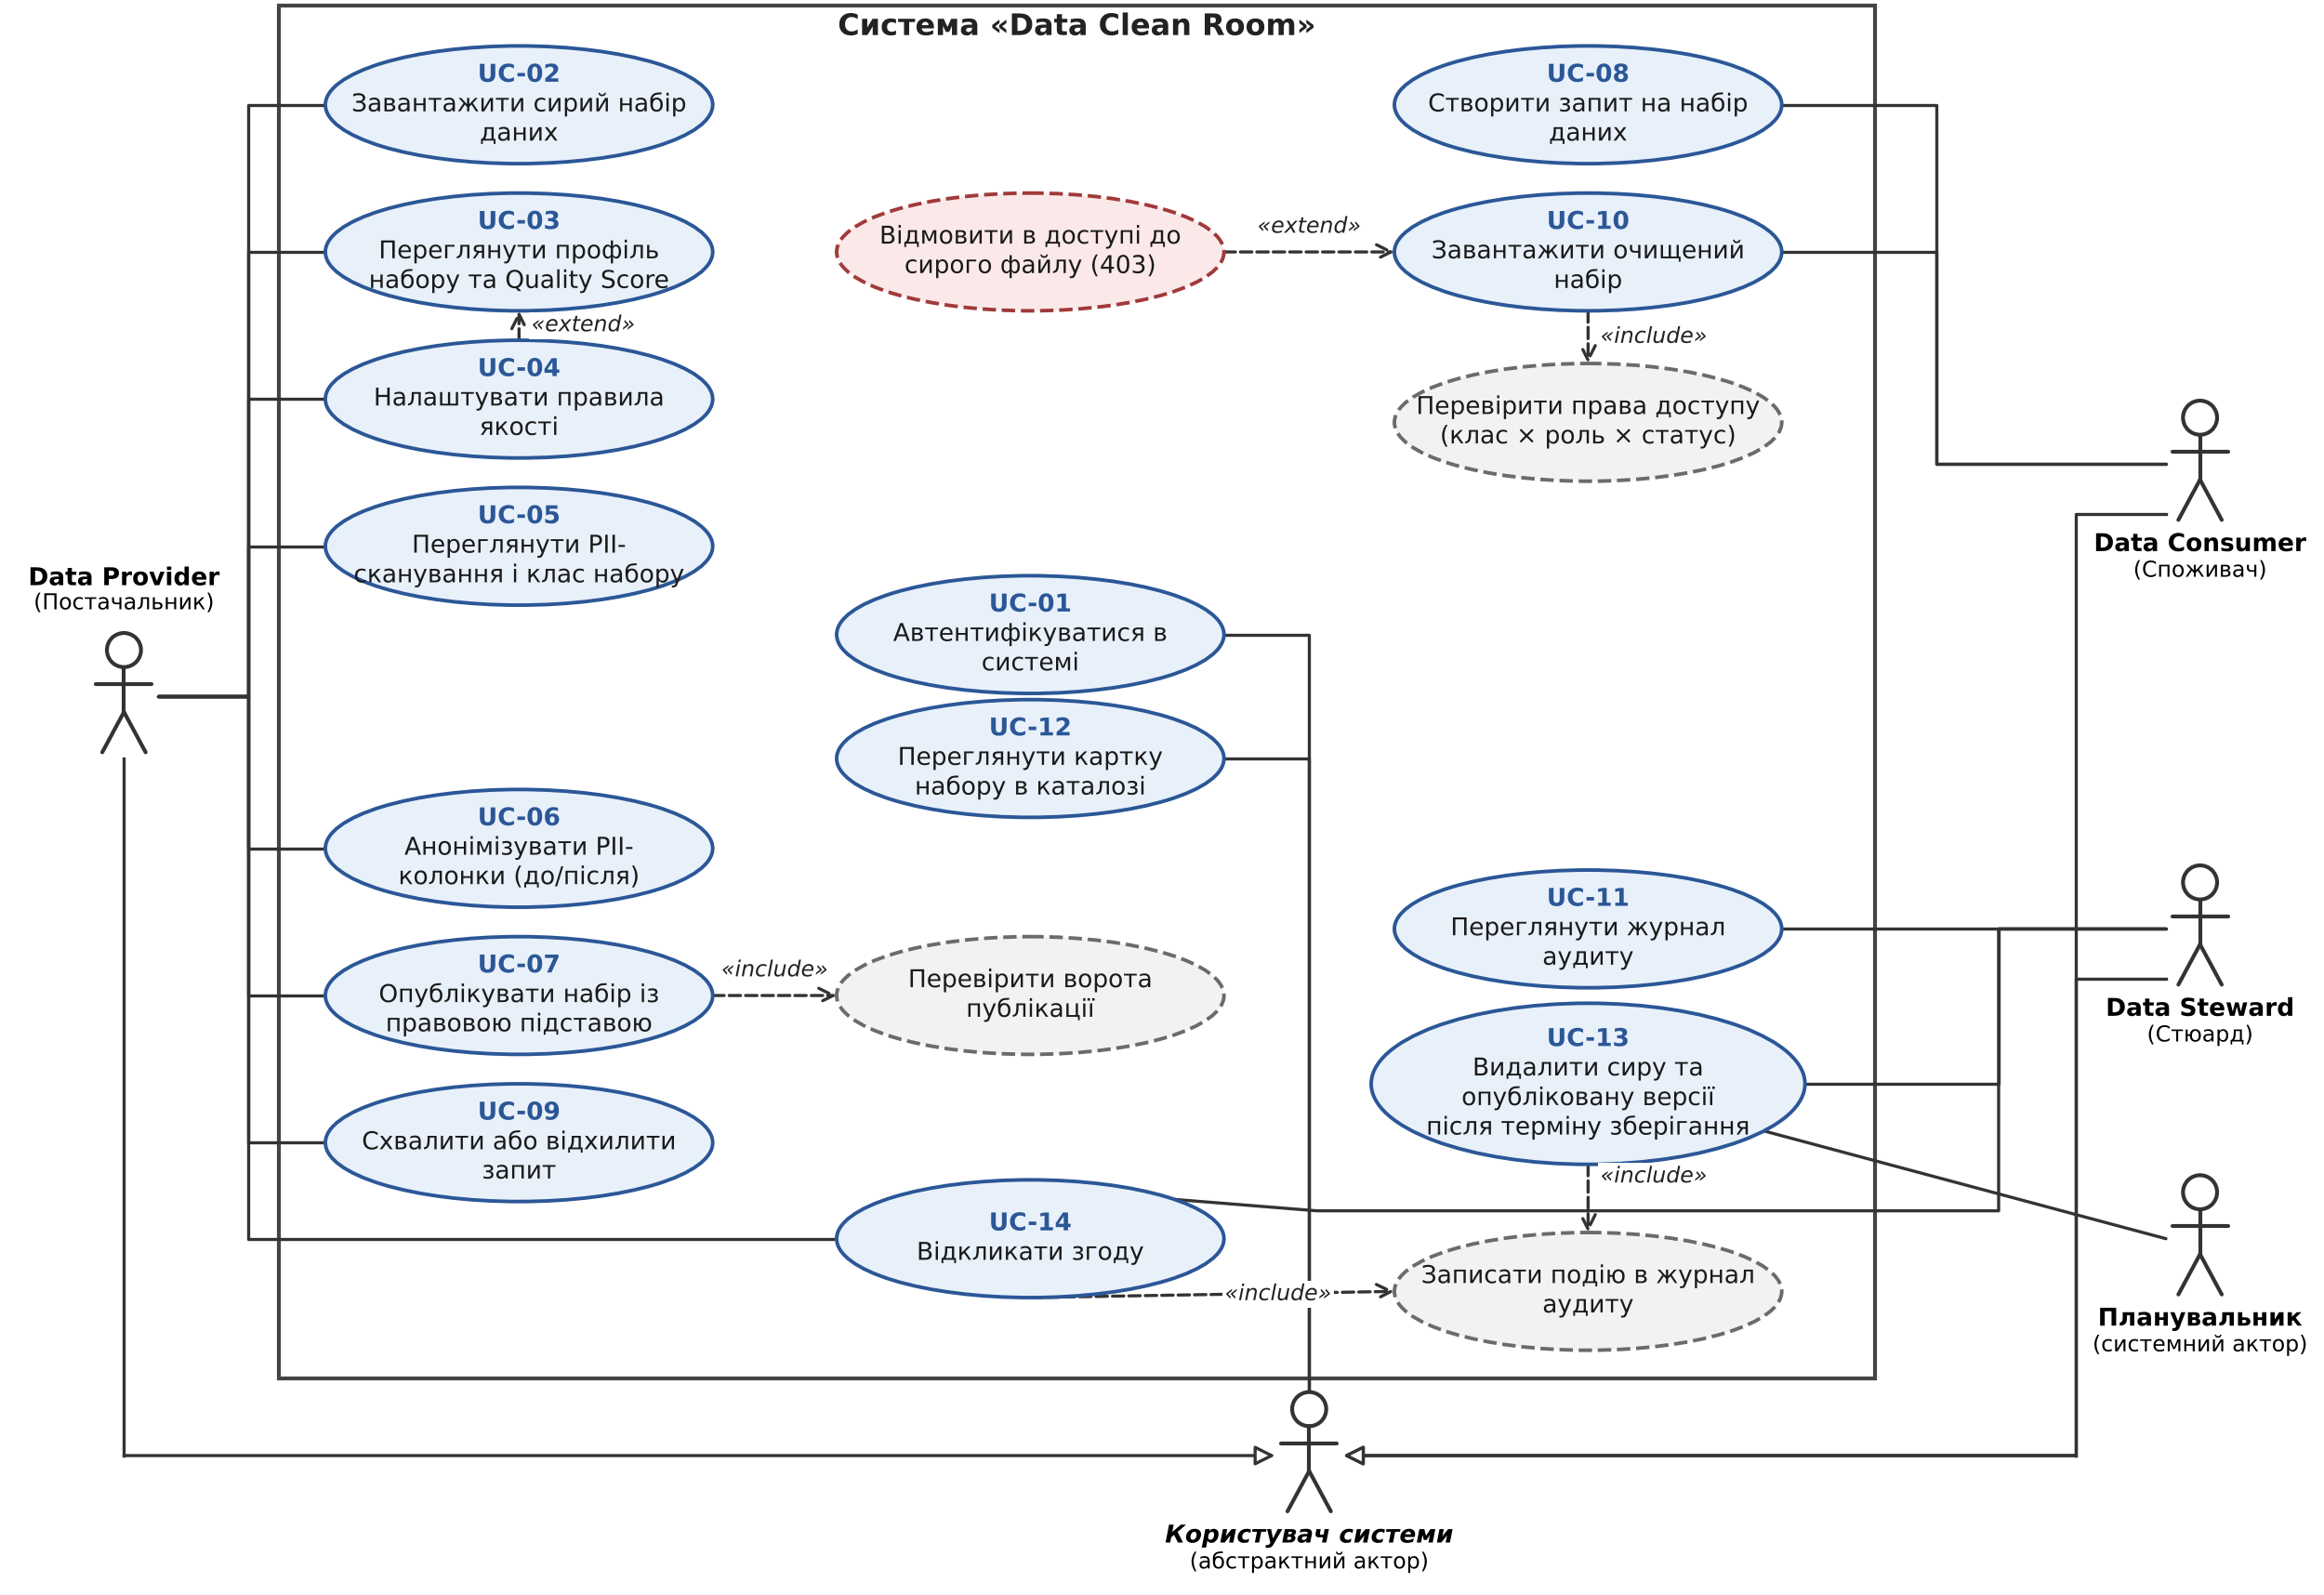 Система «Data Clean Room»
UC-02
Завантажити сирий набір
даних
UC-08
Створити запит на набір
даних
UC-03
Переглянути профіль
набору та Quality Score
Відмовити в доступі до
сирого файлу (403)
«extend»
UC-10
Завантажити очищений
набір
«extend»
«include»
UC-04
Налаштувати правила
якості
Перевірити права доступу
(клас × роль × статус)
UC-05
Переглянути PII-
сканування і клас набору
Data Consumer
(Споживач)
Data Provider
(Постачальник)
UC-01
Автентифікуватися в
системі
UC-12
Переглянути картку
набору в каталозі
UC-06
Анонімізувати PII-
колонки (до/після)
UC-11
Переглянути журнал
аудиту
UC-07
Опублікувати набір із
правовою підставою
«include»
Перевірити ворота
публікації
Data Steward
(Стюард)
UC-13
Видалити сиру та
опубліковану версії
після терміну зберігання
UC-09
Схвалити або відхилити
запит
«include»
UC-14
Відкликати згоду
«include»
Записати подію в журнал
аудиту
Планувальник
(системний актор)
Користувач системи
(абстрактний актор)